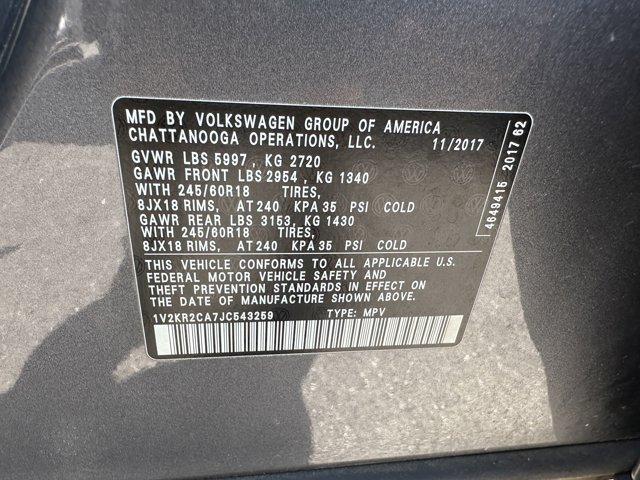 MFD BY VOLKSWAGEN GROUP OF AMERICA
CHATTANOOGA OPERATIONS, LLC. 11/2017
GVWR LBS 5997 , KG 2720
GAWR FRONT LBS 2954 , KG 1340
WITH 245/60R18 TIRES,
8JX18 RIMS, AT 240 KPA 35 PSI COLD
GAWR REAR LBS 3153, KG 1430
WITH 245/60R18 TIRES,
8JX18 RIMS, AT 240 KPA 35 PSI COLD
THIS VEHICLE CONFORMS TO ALL APPLICABLE U.S.
FEDERAL MOTOR VEHICLE SAFETY AND
THEFT PREVENTION STANDARDS IN EFFECT ON
THE DATE OF MANUFACTURE SHOWN ABOVE.
1V2KR2CA7JC543259 TYPE: MPV
4649415 2017 62